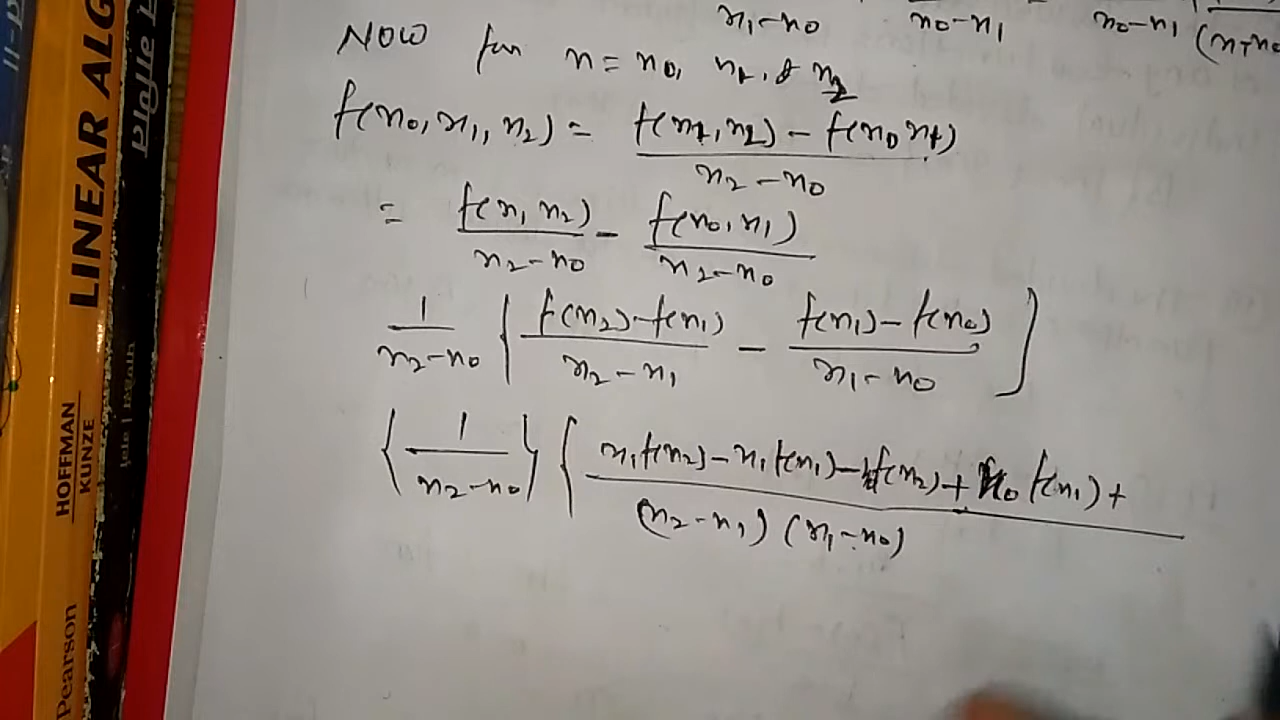 x₁-x₀ x₀-x₁ x₀-x₁ (x₁-x₀
Now for x = x₀, x₁, & x₂
f(x₀, x₁, x₂) = f(x₁, x₂) - f(x₀ x₁)
x₂ - x₀
= f(x₁ x₂) - f(x₀, x₁)
x₂-x₀ x₂-x₀
1 { f(x₂)-f(x₁) - f(x₁)-f(x₀) ]
x₂-x₀ x₂-x₁ x₁-x₀
{ 1 } { x₁f(x₂)-x₁f(x₁)-f(x₂)+x₀f(x₁)+
x₂-x₀ (x₂-x₁)(x₁-x₀)
LINEAR ALG
HOFFMAN
KUNZE
Pearson